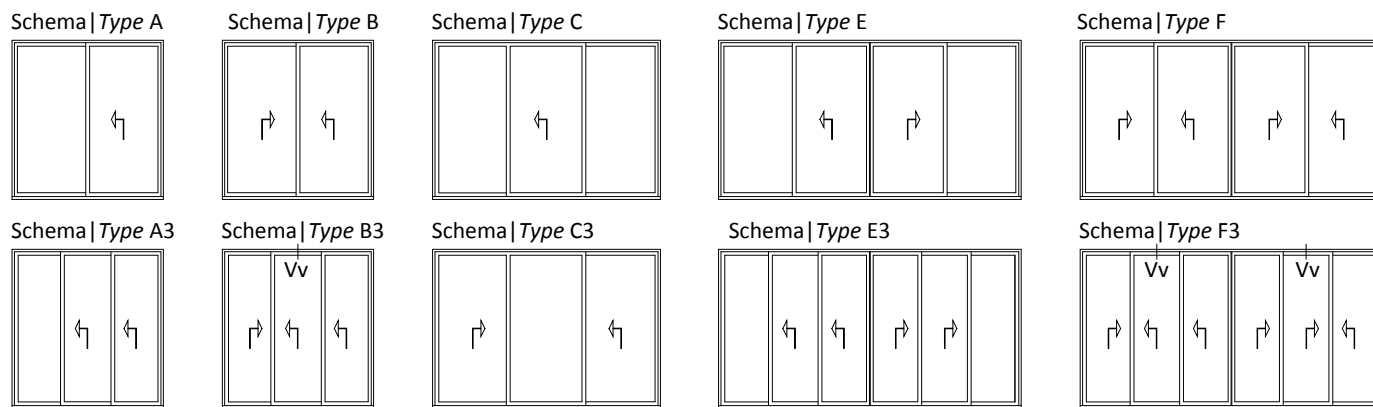 Schema|Type A
Schema|Type B
Schema|Type C
Schema|Type E
Schema|Type F
Schema|Type A3
Schema|Type B3
Schema|Type C3
Schema|Type E3
Schema|Type F3
Vv
Vv
Vv